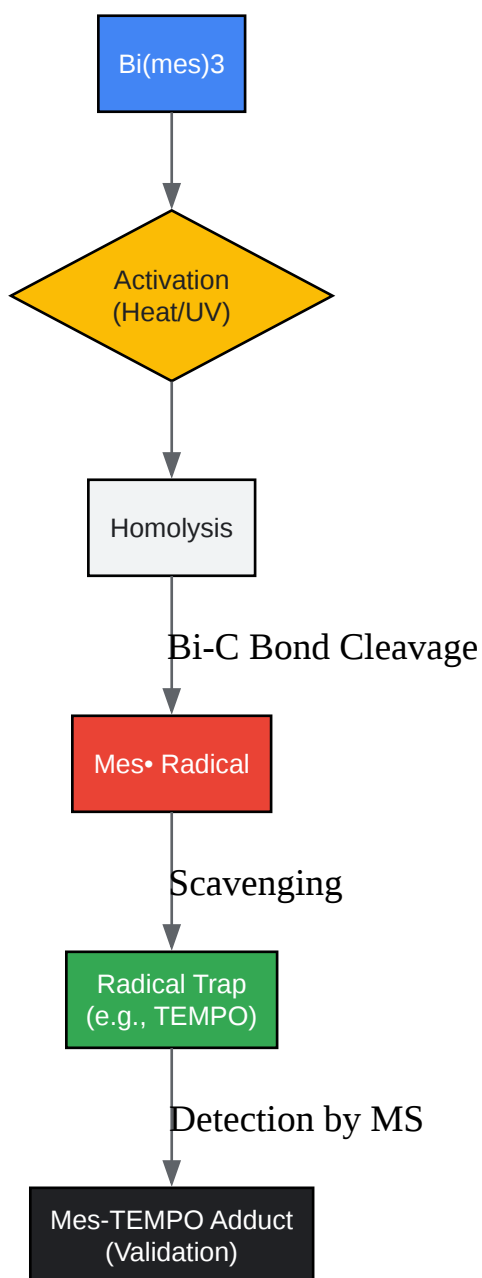 Bi(mes)3
Activation
(Heat/UV)
Homolysis
Bi-C Bond Cleavage
Mes• Radical
Scavenging
Radical Trap
(e.g., TEMPO)
Detection by MS
Mes-TEMPO Adduct
(Validation)